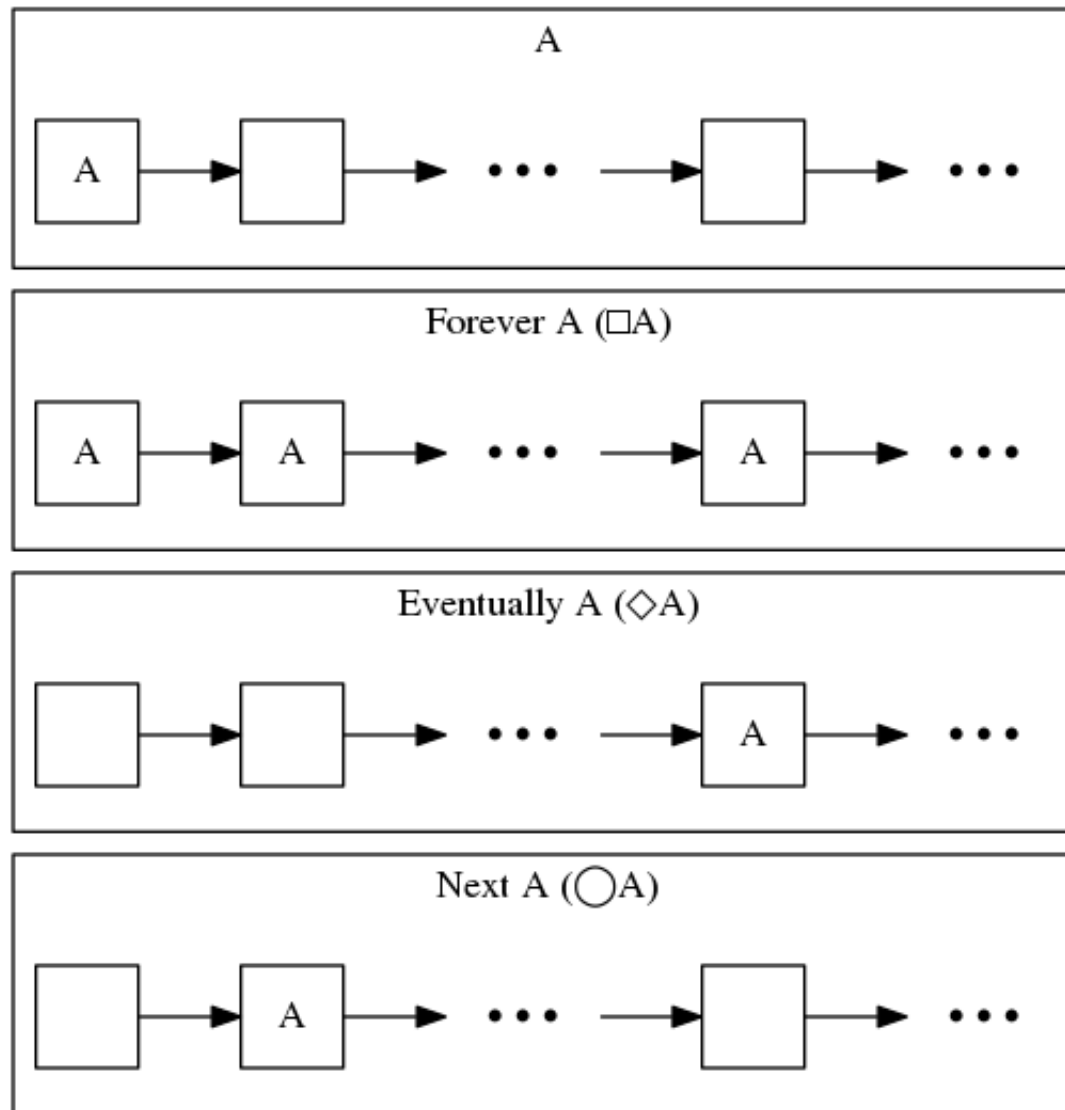 A
A
• • •
• • •
Forever A (□A)
A
A
• • •
A
• • •
Eventually A (◇A)
• • •
A
• • •
Next A (◯A)
A
• • •
• • •